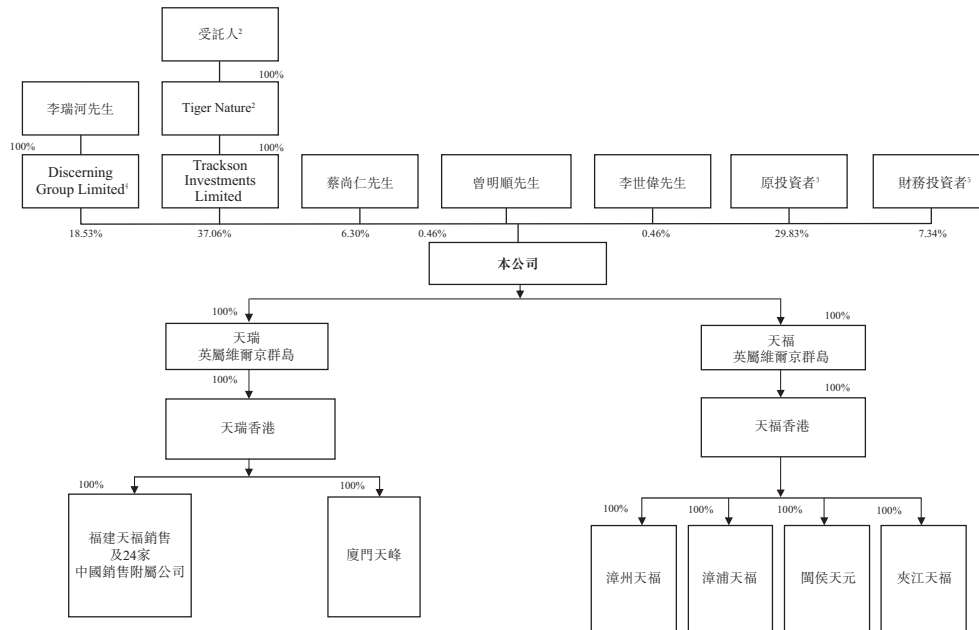 受託人2
100%
李瑞河先生
Tiger Nature2
100%
100%
Discerning
Group Limited4
Trackson
Investments
Limited
蔡尚仁先生
曾明順先生
李世偉先生
原投資者3
財務投資者5
18.53%
37.06%
6.30%
0.46%
0.46%
29.83%
7.34%
本公司
100%
100%
天瑞
英屬維爾京群島
天福
英屬維爾京群島
100%
100%
天瑞香港
天福香港
100%
100%
福建天福銷售
及24家
中國銷售附屬公司
廈門天峰
100%
100%
100%
100%
漳州天福
漳浦天福
閩侯天元
夾江天福